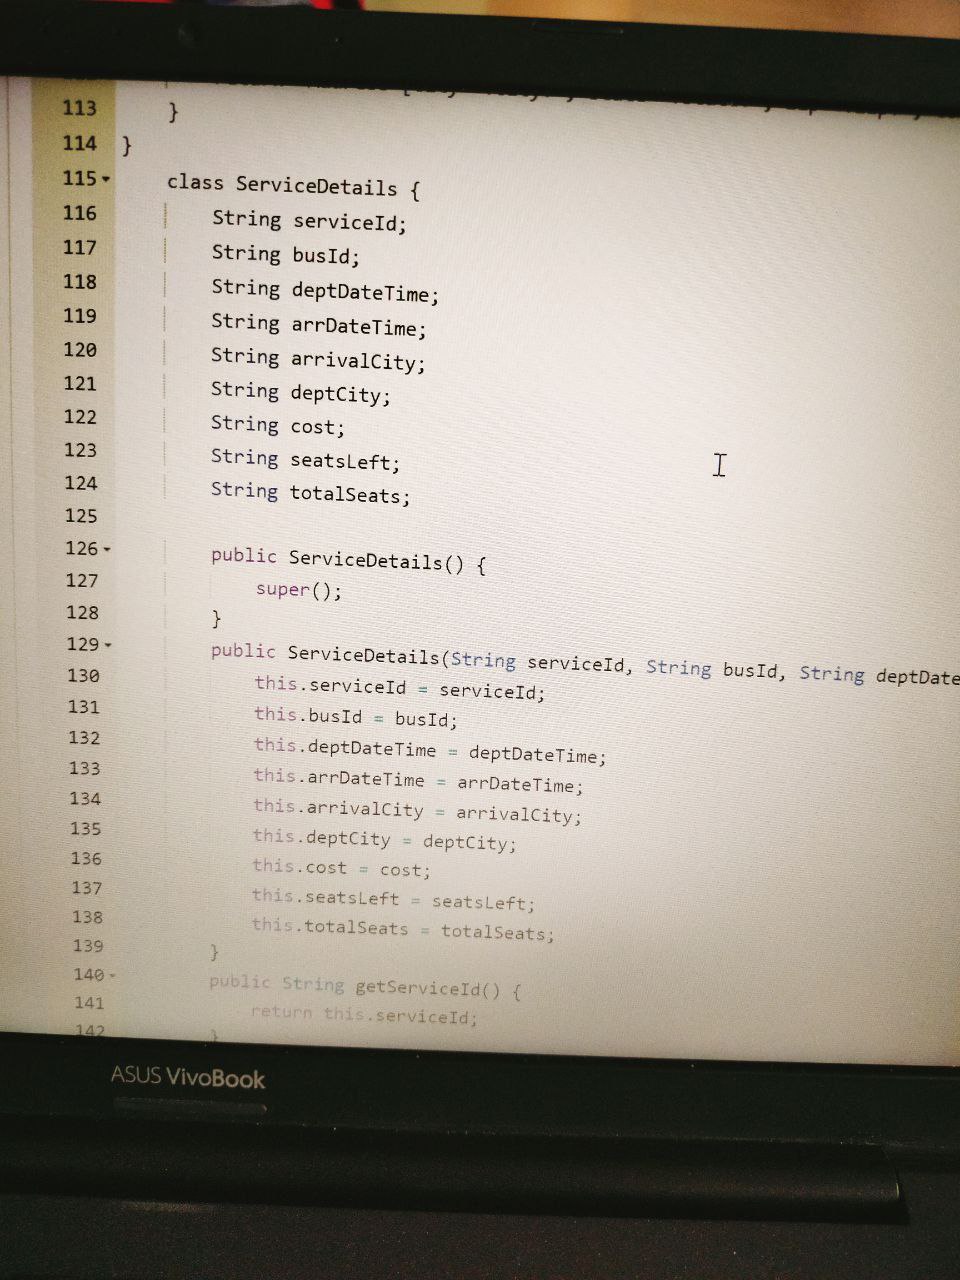 113 }
114 }
115 class ServiceDetails {
116 String serviceId;
117 String busId;
118 String deptDateTime;
119 String arrDateTime;
120 String arrivalCity;
121 String deptCity;
122 String cost;
123 String seatsLeft;
124 String totalSeats;
125
126 public ServiceDetails() {
127 super();
128 }
129 public ServiceDetails(String serviceId, String busId, String deptDate
130 this.serviceId = serviceId;
131 this.busId = busId;
132 this.deptDateTime = deptDateTime;
133 this.arrDateTime = arrDateTime;
134 this.arrivalCity = arrivalCity;
135 this.deptCity = deptCity;
136 this.cost = cost;
137 this.seatsLeft = seatsLeft;
138 this.totalSeats = totalSeats;
139 }
140 public String getServiceId() {
141 return this.serviceId;
142 }
ASUS VivoBook